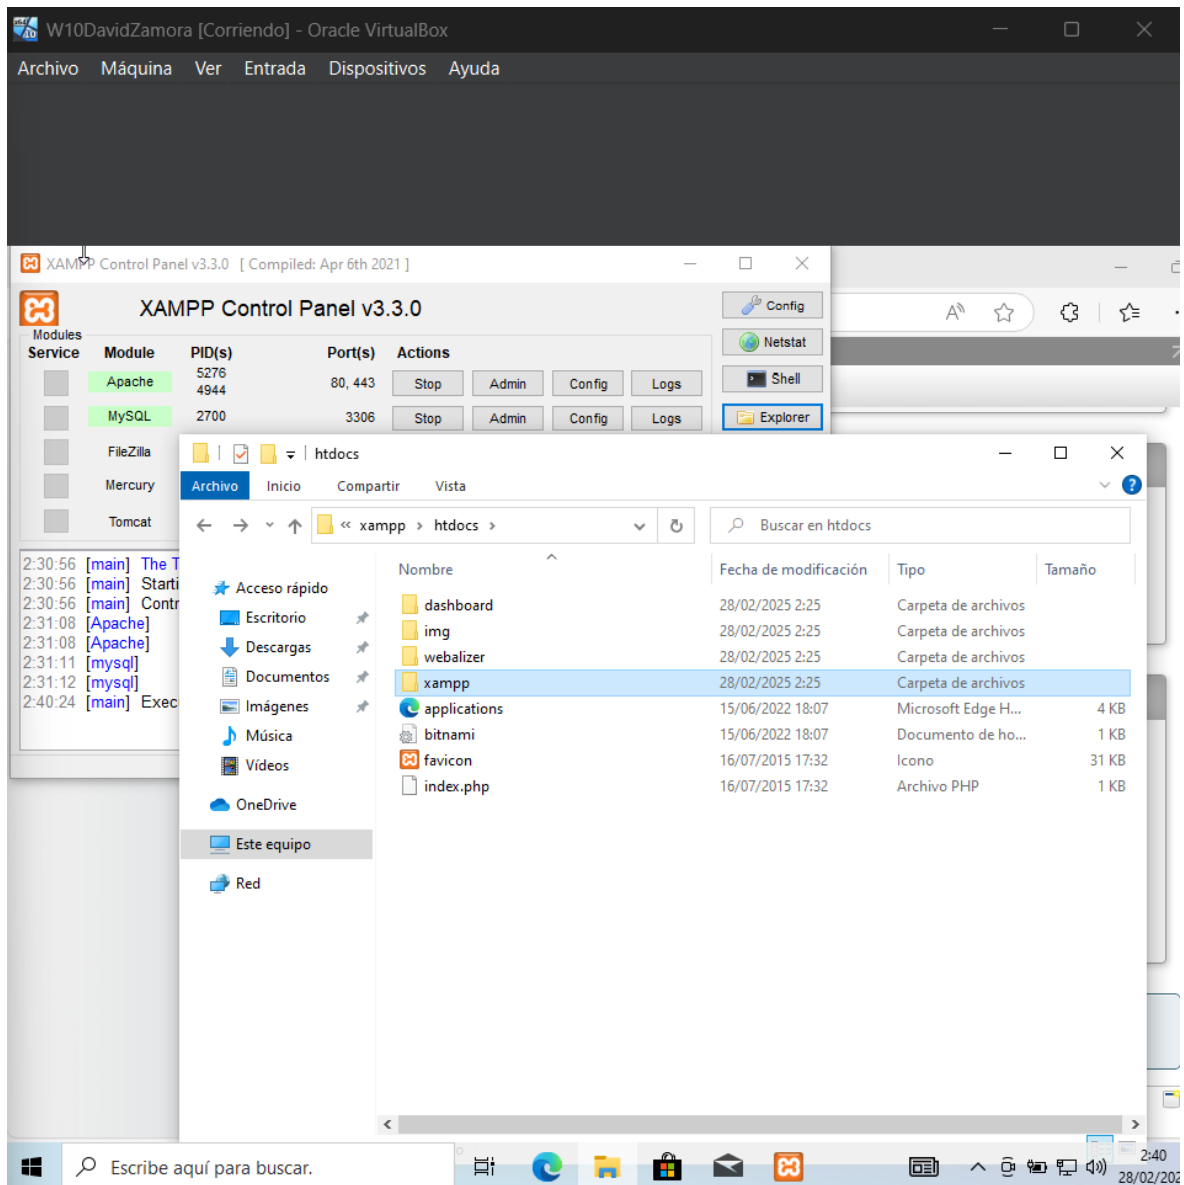 W10DavidZamora [Corriendo] - Oracle VirtualBox
Archivo Máquina Ver Entrada Dispositivos Ayuda
XAMPP Control Panel v3.3.0 [ Compiled: Apr 6th 2021 ]
XAMPP Control Panel v3.3.0
Config
Netstat
Shell
Explorer
Modules
Service Module PID(s) Port(s) Actions
Apache 5276 4944 80, 443 Stop Admin Config Logs
MySQL 2700 3306 Stop Admin Config Logs
FileZilla
Mercury
Tomcat
2:30:56 [main] The T
2:30:56 [main] Starti
2:30:56 [main] Contr
2:31:08 [Apache]
2:31:08 [Apache]
2:31:11 [mysql]
2:31:12 [mysql]
2:40:24 [main] Exec
htdocs
Archivo Inicio Compartir Vista
« xampp › htdocs ›
Buscar en htdocs
Acceso rápido
Escritorio
Descargas
Documentos
Imágenes
Música
Vídeos
OneDrive
Este equipo
Red
Nombre Fecha de modificación Tipo Tamaño
dashboard 28/02/2025 2:25 Carpeta de archivos
img 28/02/2025 2:25 Carpeta de archivos
webalizer 28/02/2025 2:25 Carpeta de archivos
xampp 28/02/2025 2:25 Carpeta de archivos
applications 15/06/2022 18:07 Microsoft Edge H... 4 KB
bitnami 15/06/2022 18:07 Documento de ho... 1 KB
favicon 16/07/2015 17:32 Icono 31 KB
index.php 16/07/2015 17:32 Archivo PHP 1 KB
Escribe aquí para buscar.
2:40
28/02/202